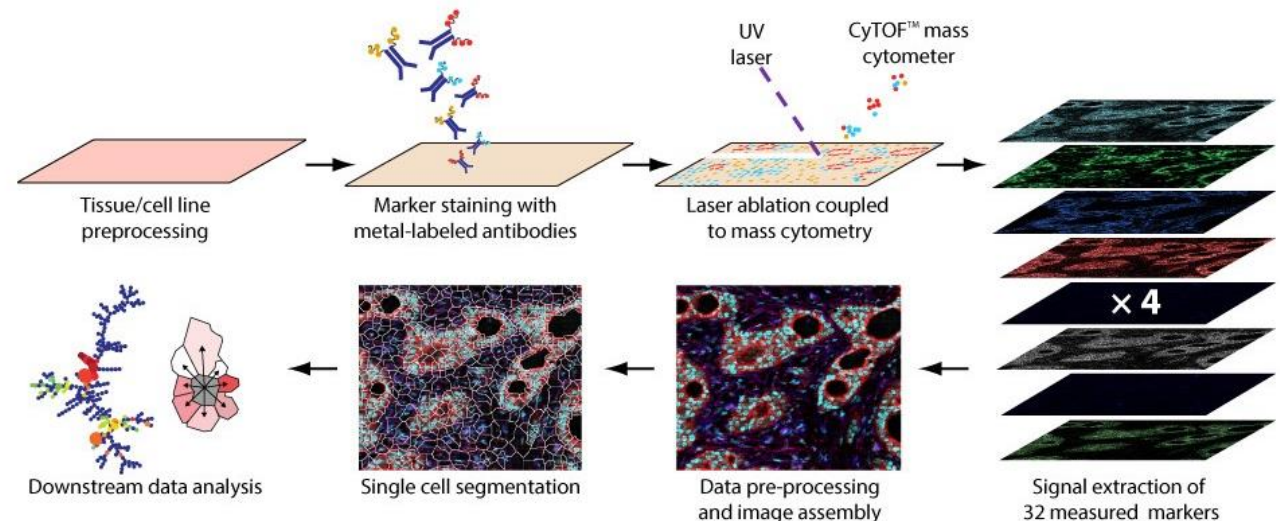 UV
laser
CyTOF™ mass
cytometer
Tissue/cell line
preprocessing
Marker staining with
metal-labeled antibodies
Laser ablation coupled
to mass cytometry
× 4
Signal extraction of
32 measured markers
Data pre-processing
and image assembly
Single cell segmentation
Downstream data analysis